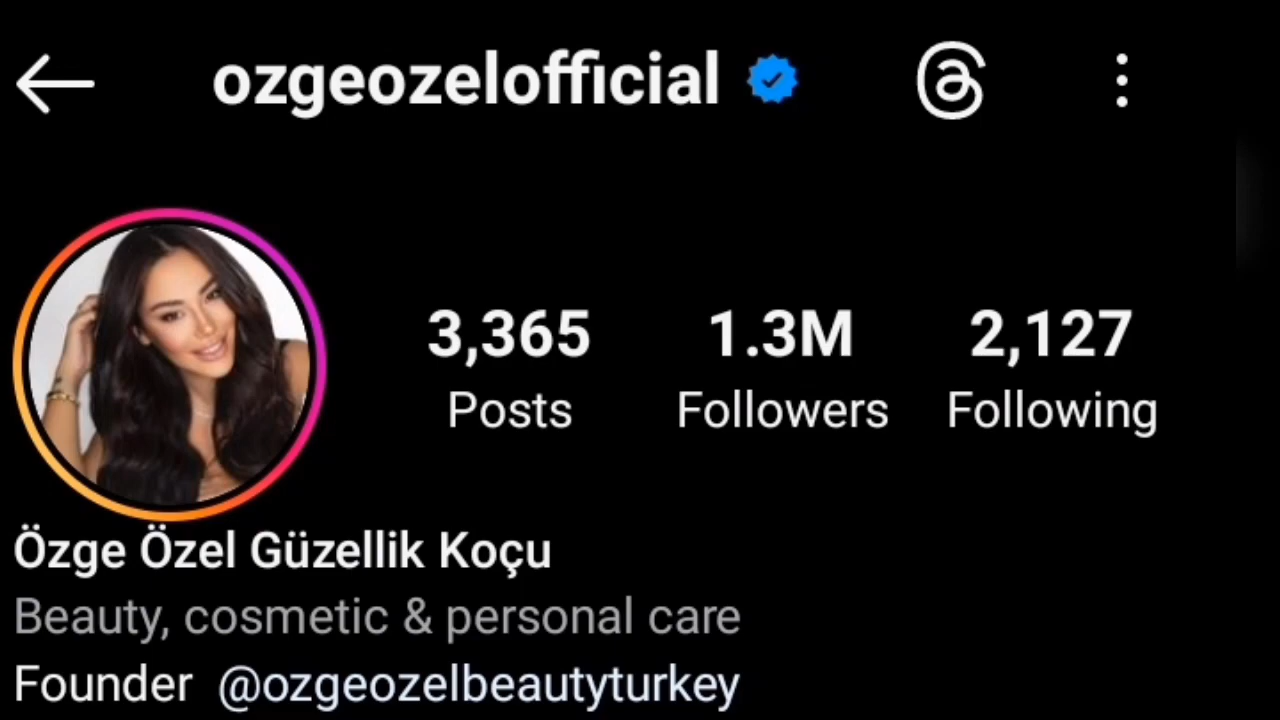 ozgeozelofficial
3,365 1.3M 2,127
Posts Followers Following
Özge Özel Güzellik Koçu
Beauty, cosmetic & personal care
Founder @ozgeozelbeautyturkey